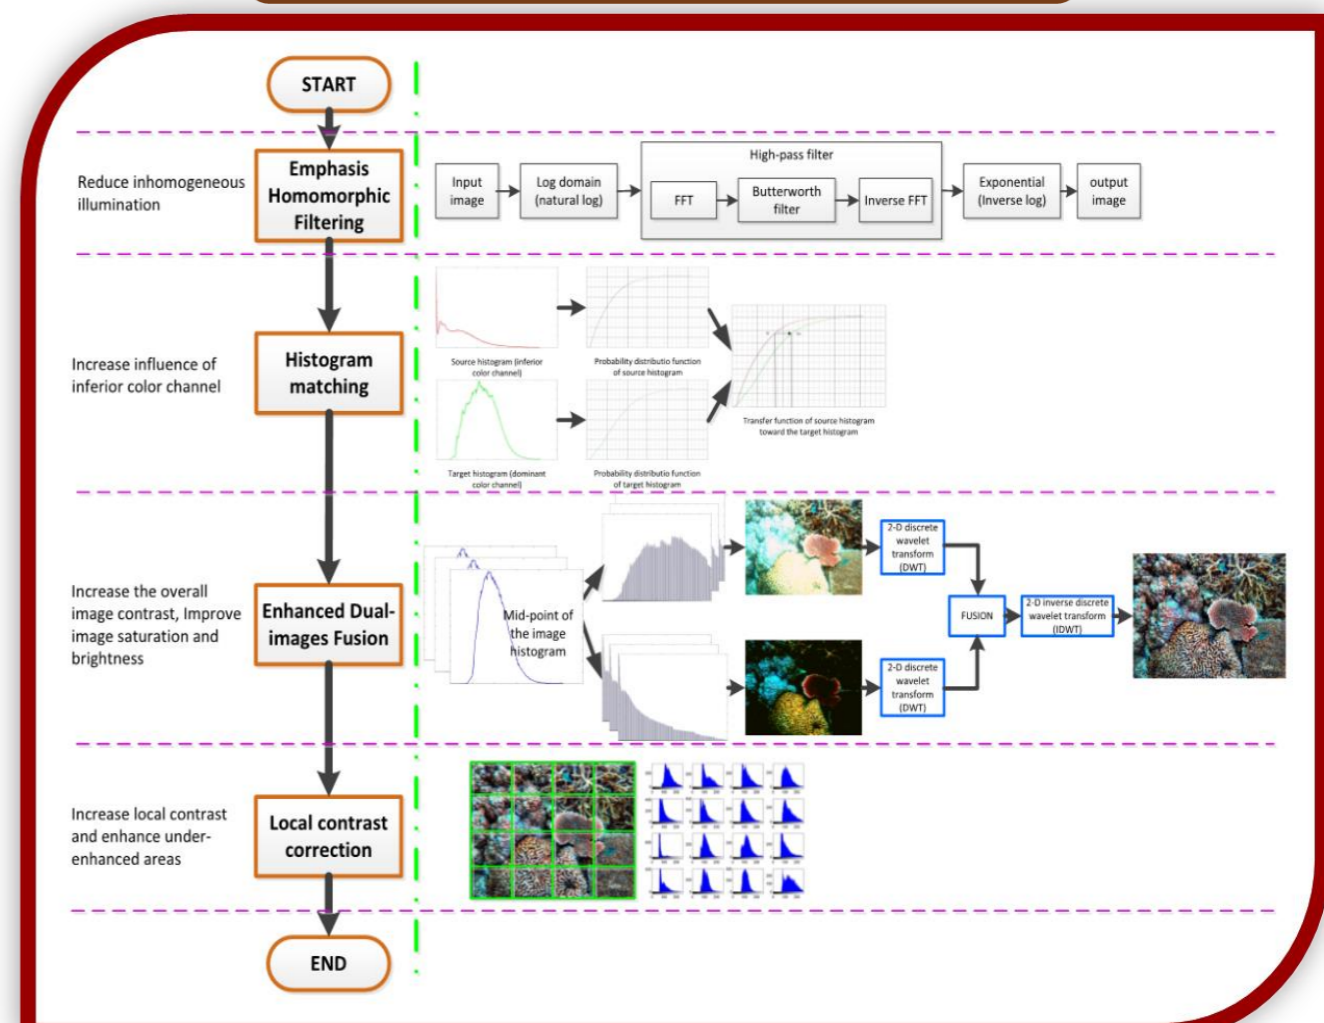 START
Reduce inhomogeneous
illumination
Emphasis
Homomorphic
Filtering
Input
image
Log domain
(natural log)
High-pass filter
FFT
Butterworth
filter
Inverse FFT
Exponential
(Inverse log)
output
image
Increase influence of
inferior color channel
Histogram
matching
Source histogram (inferior
color channel)
Probability distributio function
of source histogram
Target histogram (dominant
color channel)
Probability distributio function
of target histogram
Transfer function of source histogram
toward the target histogram
Increase the overall
image contrast, Improve
image saturation and
brightness
Enhanced Dual-
images Fusion
Mid-point of
the image
histogram
2-D discrete
wavelet
transform
(DWT)
2-D discrete
wavelet
transform
(DWT)
FUSION
2-D inverse discrete
wavelet transform
(IDWT)
Increase local contrast
and enhance under-
enhanced areas
Local contrast
correction
END